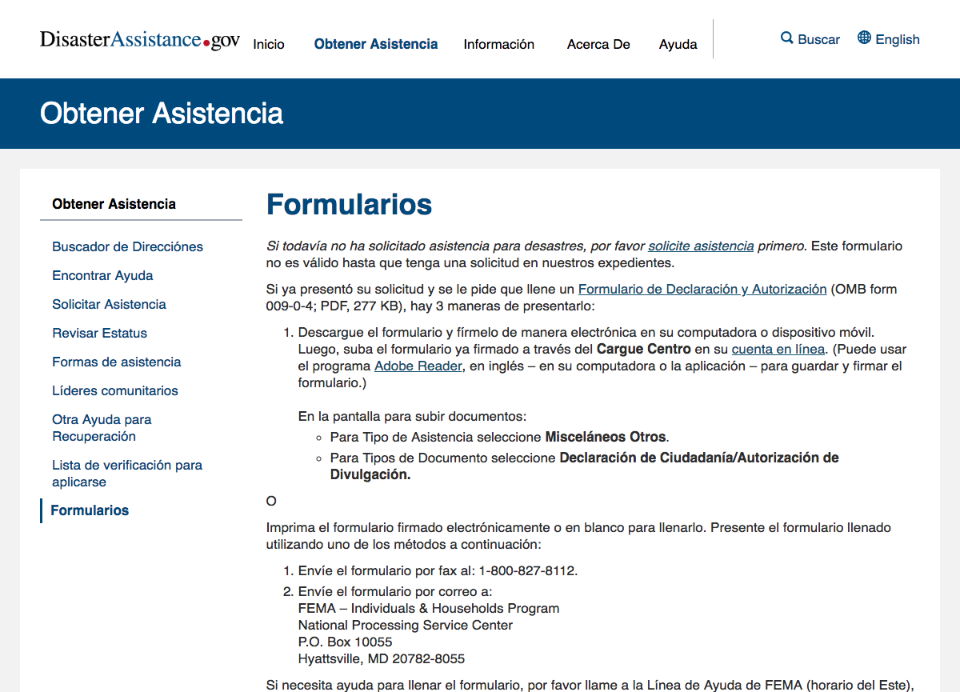 DisasterAssistance.gov
Inicio
Obtener Asistencia
Información
Acerca De
Ayuda
Buscar
English
Obtener Asistencia
Obtener Asistencia
Buscador de Direcciónes
Encontrar Ayuda
Solicitar Asistencia
Revisar Estatus
Formas de asistencia
Líderes comunitarios
Otra Ayuda para
Recuperación
Lista de verificación para
aplicarse
Formularios
Formularios
Si todavía no ha solicitado asistencia para desastres, por favor solicite asistencia primero. Este formulario
no es válido hasta que tenga una solicitud en nuestros expedientes.
Si ya presentó su solicitud y se le pide que llene un Formulario de Declaración y Autorización (OMB form
009-0-4; PDF, 277 KB), hay 3 maneras de presentarlo:
1. Descargue el formulario y fírmelo de manera electrónica en su computadora o dispositivo móvil.
Luego, suba el formulario ya firmado a través del Cargue Centro en su cuenta en línea. (Puede usar
el programa Adobe Reader, en inglés – en su computadora o la aplicación – para guardar y firmar el
formulario.)
En la pantalla para subir documentos:
◦ Para Tipo de Asistencia seleccione Misceláneos Otros.
◦ Para Tipos de Documento seleccione Declaración de Ciudadanía/Autorización de
Divulgación.
O
Imprima el formulario firmado electrónicamente o en blanco para llenarlo. Presente el formulario llenado
utilizando uno de los métodos a continuación:
1. Envíe el formulario por fax al: 1-800-827-8112.
2. Envíe el formulario por correo a:
FEMA – Individuals & Households Program
National Processing Service Center
P.O. Box 10055
Hyattsville, MD 20782-8055
Si necesita ayuda para llenar el formulario, por favor llame a la Línea de Ayuda de FEMA (horario del Este),